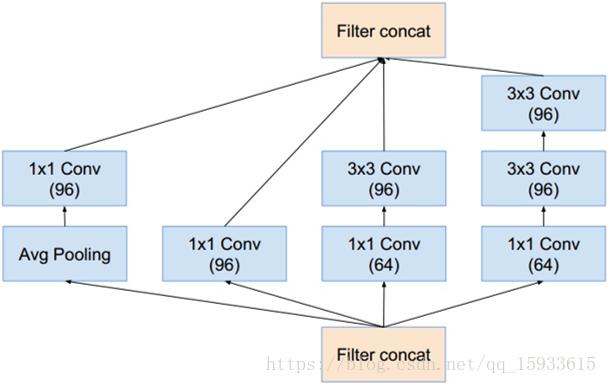 Filter concat
3x3 Conv
(96)
1x1 Conv
(96)
3x3 Conv
(96)
3x3 Conv
(96)
Avg Pooling
1x1 Conv
(96)
1x1 Conv
(64)
1x1 Conv
(64)
Filter concat
https://blog.csdn.net/qq_15933615